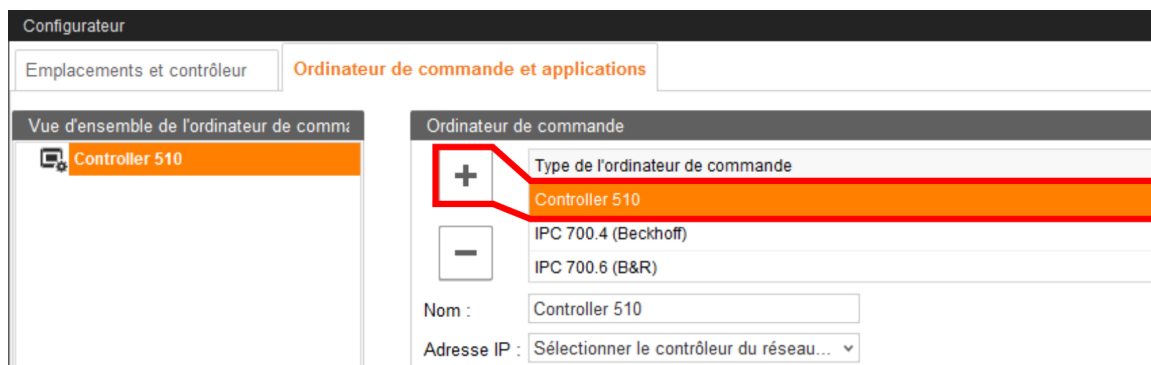 Configurateur
Emplacements et contrôleur
Ordinateur de commande et applications
Vue d'ensemble de l'ordinateur de comma
Controller 510
Ordinateur de commande
Type de l'ordinateur de commande
Controller 510
IPC 700.4 (Beckhoff)
IPC 700.6 (B&R)
Nom : Controller 510
Adresse IP : Sélectionner le contrôleur du réseau...